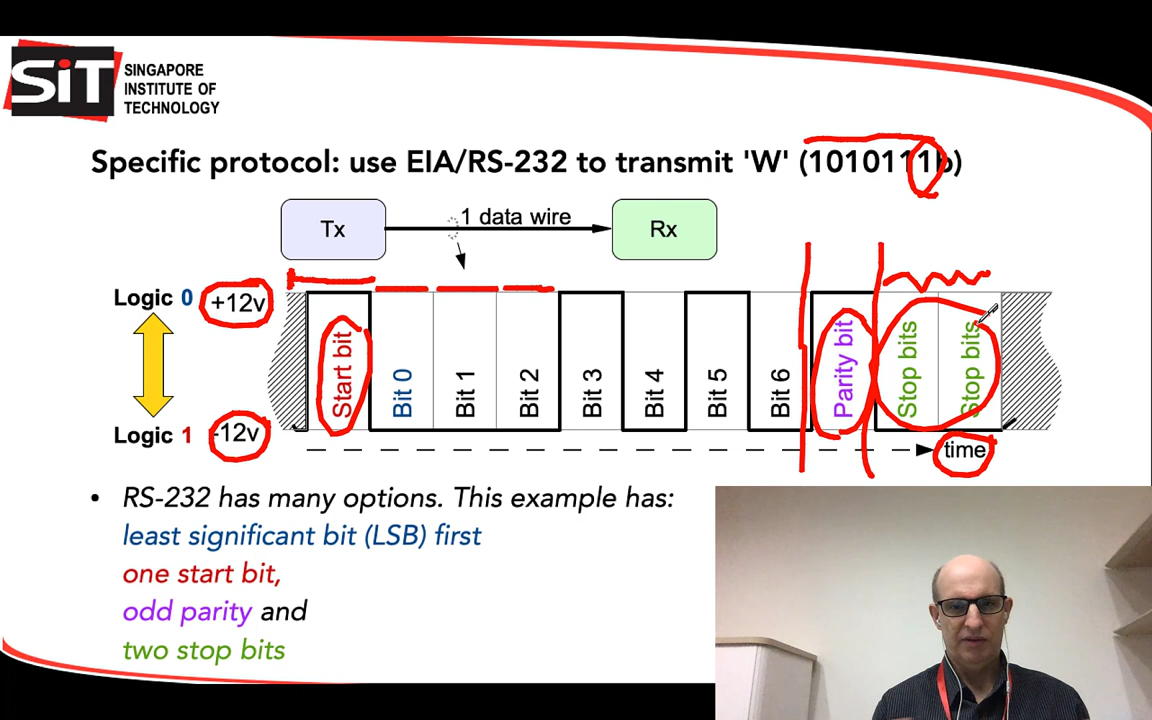 SiT
SINGAPORE
INSTITUTE OF
TECHNOLOGY
Specific protocol: use EIA/RS-232 to transmit 'W' (1010111b)
Tx
1 data wire
Rx
Logic 0
+12v
Logic 1
-12v
Start bit
Bit 0
Bit 1
Bit 2
Bit 3
Bit 4
Bit 5
Bit 6
Parity bit
Stop bits
Stop bits
time
• RS-232 has many options. This example has:
least significant bit (LSB) first
one start bit,
odd parity and
two stop bits